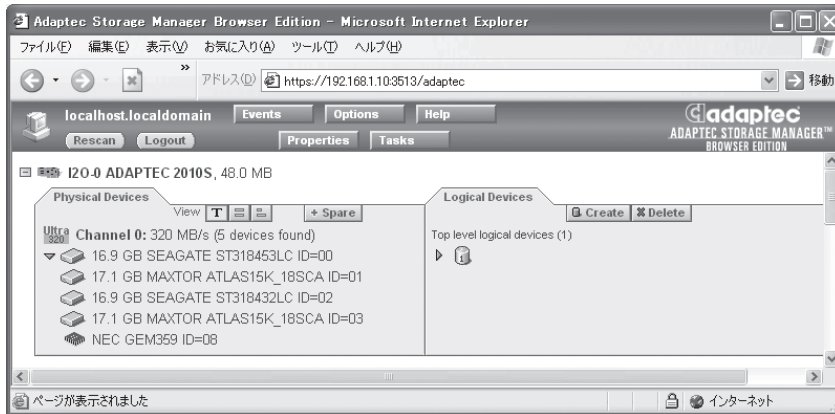 Adaptec Storage Manager Browser Edition - Microsoft Internet Explorer
ファイル(F) 編集(E) 表示(V) お気に入り(A) ツール(T) ヘルプ(H)
アドレス(D) https://192.168.1.10:3513/adaptec 移動
localhost.localdomain Events Options Help
adaptec
Rescan Logout Properties Tasks
ADAPTEC STORAGE MANAGER™
BROWSER EDITION
I2O-0 ADAPTEC 2010S, 48.0 MB
Physical Devices
View T + Spare
Ultra 320 Channel 0: 320 MB/s (5 devices found)
16.9 GB SEAGATE ST318453LC ID=00
17.1 GB MAXTOR ATLAS15K_18SCA ID=01
16.9 GB SEAGATE ST318432LC ID=02
17.1 GB MAXTOR ATLAS15K_18SCA ID=03
NEC GEM359 ID=08
Logical Devices
Create Delete
Top level logical devices (1)
1
ページが表示されました インターネット